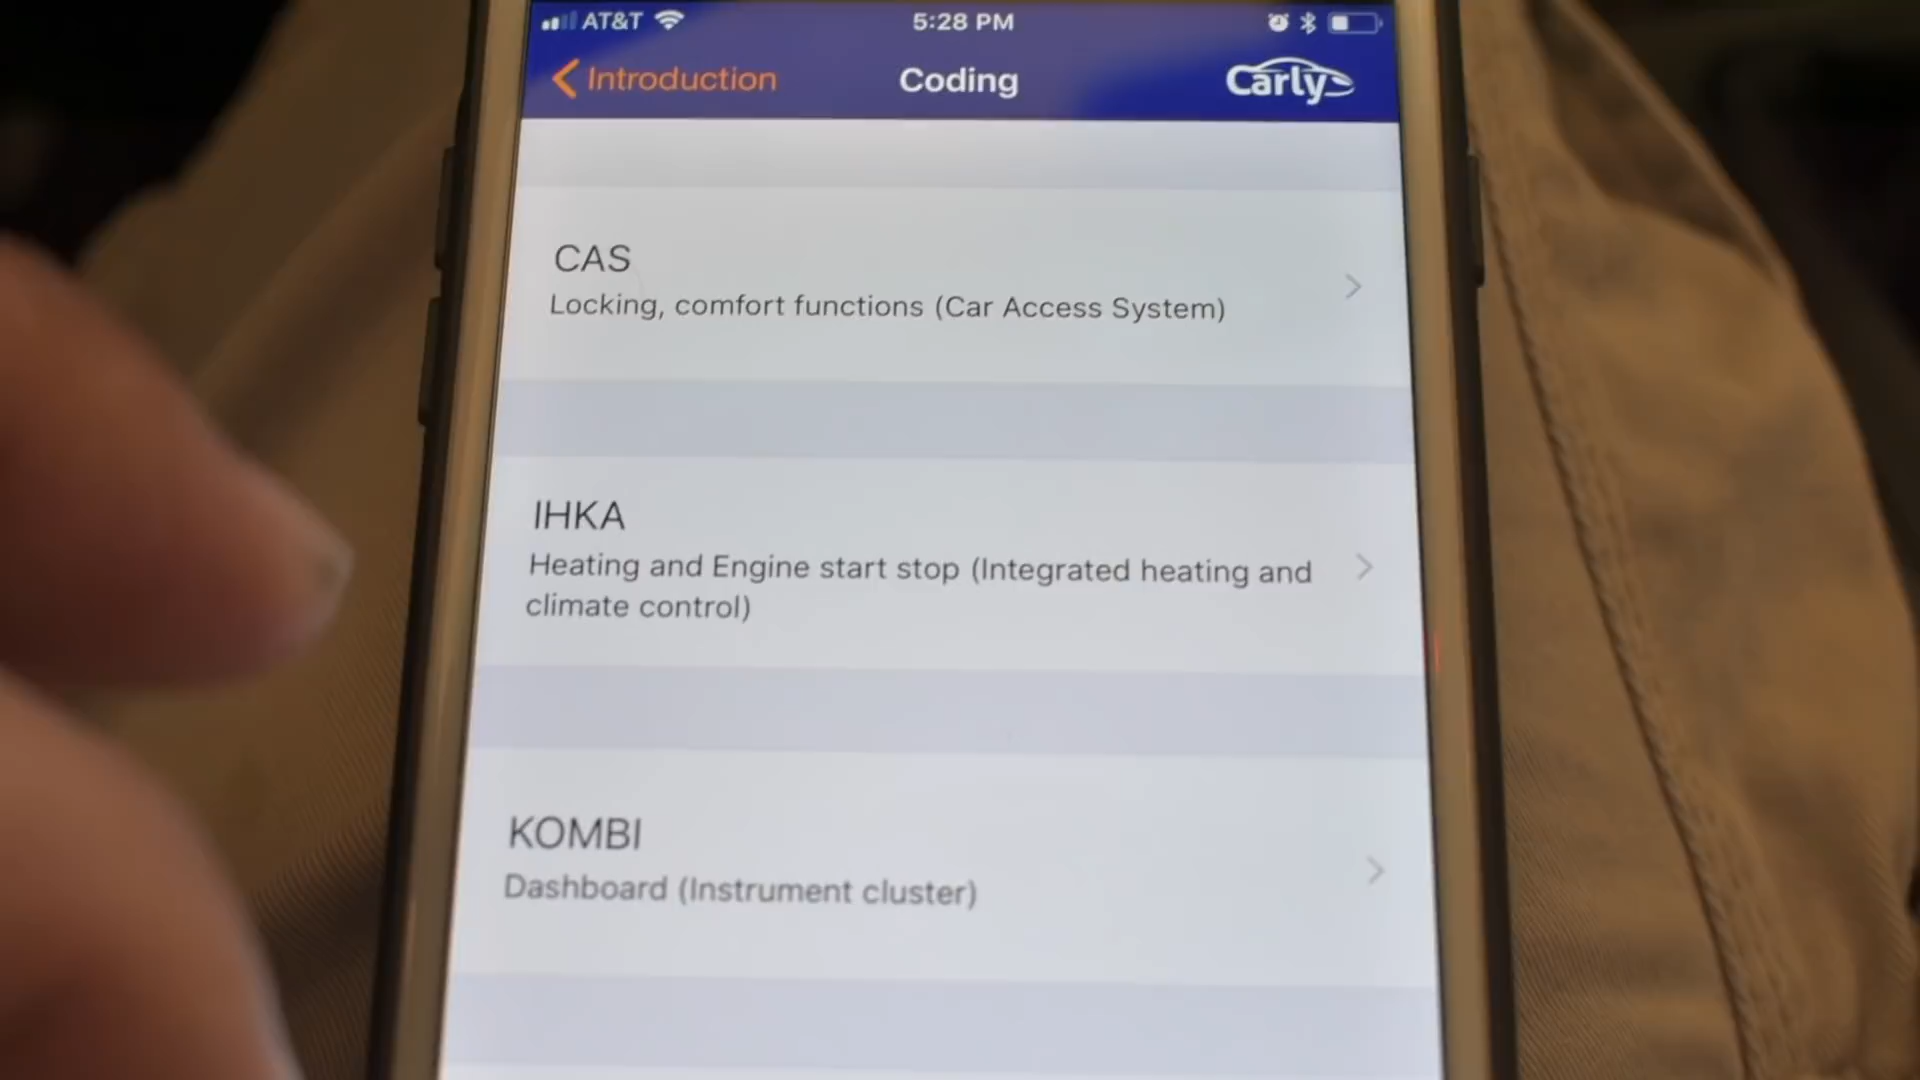 AT&T 5:28 PM
Introduction Coding Carly
CAS
Locking, comfort functions (Car Access System)
IHKA
Heating and Engine start stop (Integrated heating and
climate control)
KOMBI
Dashboard (Instrument cluster)